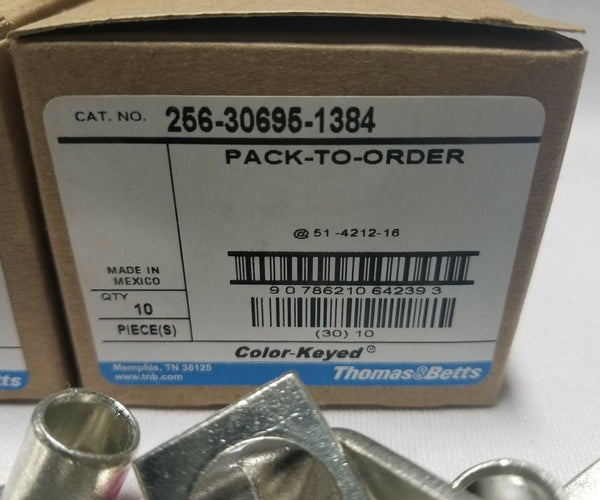 CAT. NO. 256-30695-1384
PACK-TO-ORDER
@ 51-4212-16
MADE IN
MEXICO
9 0 786210 64239 3
QTY
10
PIECE(S)
(30) 10
Color-Keyed®
Memphis, TN 38125
www.tnb.com
Thomas&Betts
etts